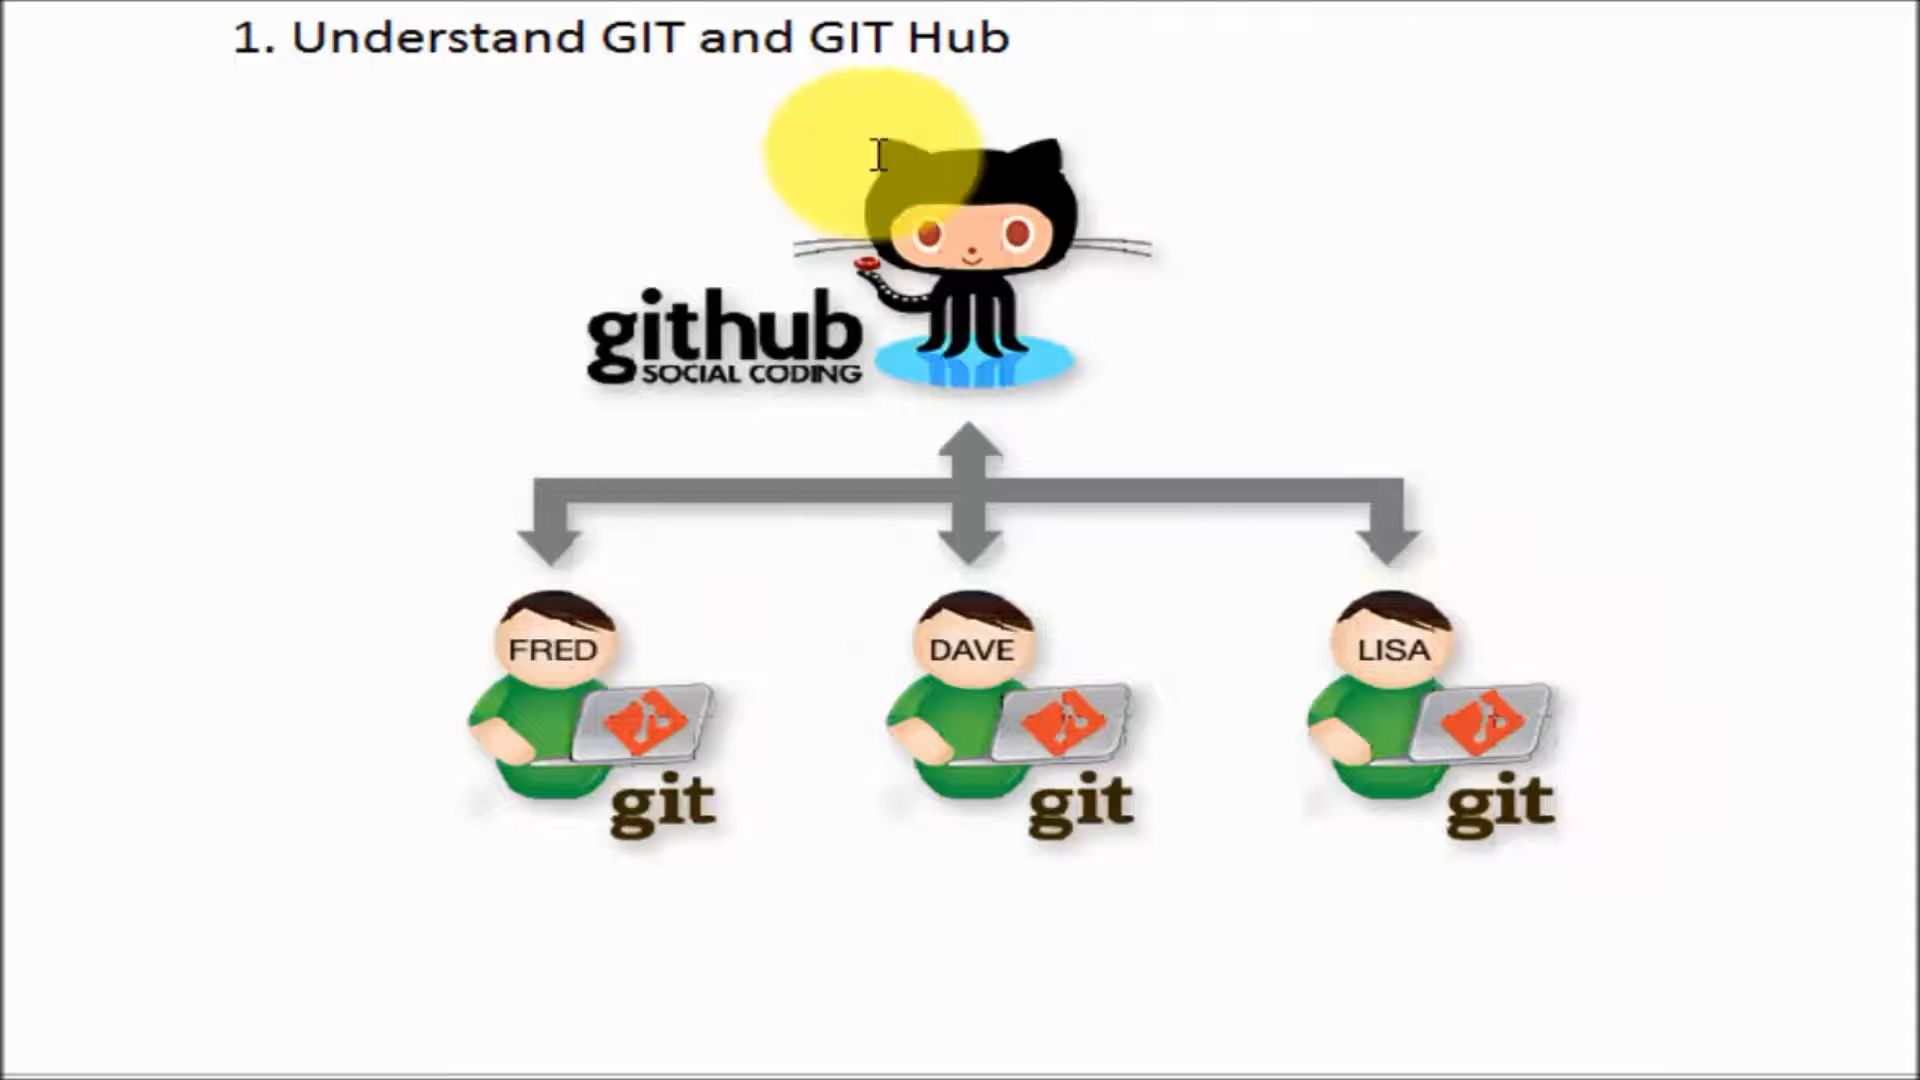 1. Understand GIT and GIT Hub
github
SOCIAL CODING
FRED
DAVE
LISA
git
git
git